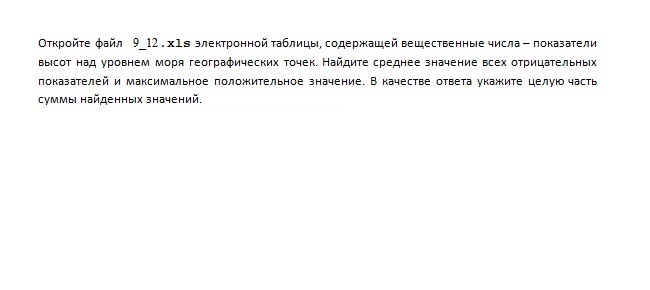 Откройте файл 9_12.xls электронной таблицы, содержащей вещественные числа – показатели
высот над уровнем моря географических точек. Найдите среднее значение всех отрицательных
показателей и максимальное положительное значение. В качестве ответа укажите целую часть
суммы найденных значений.